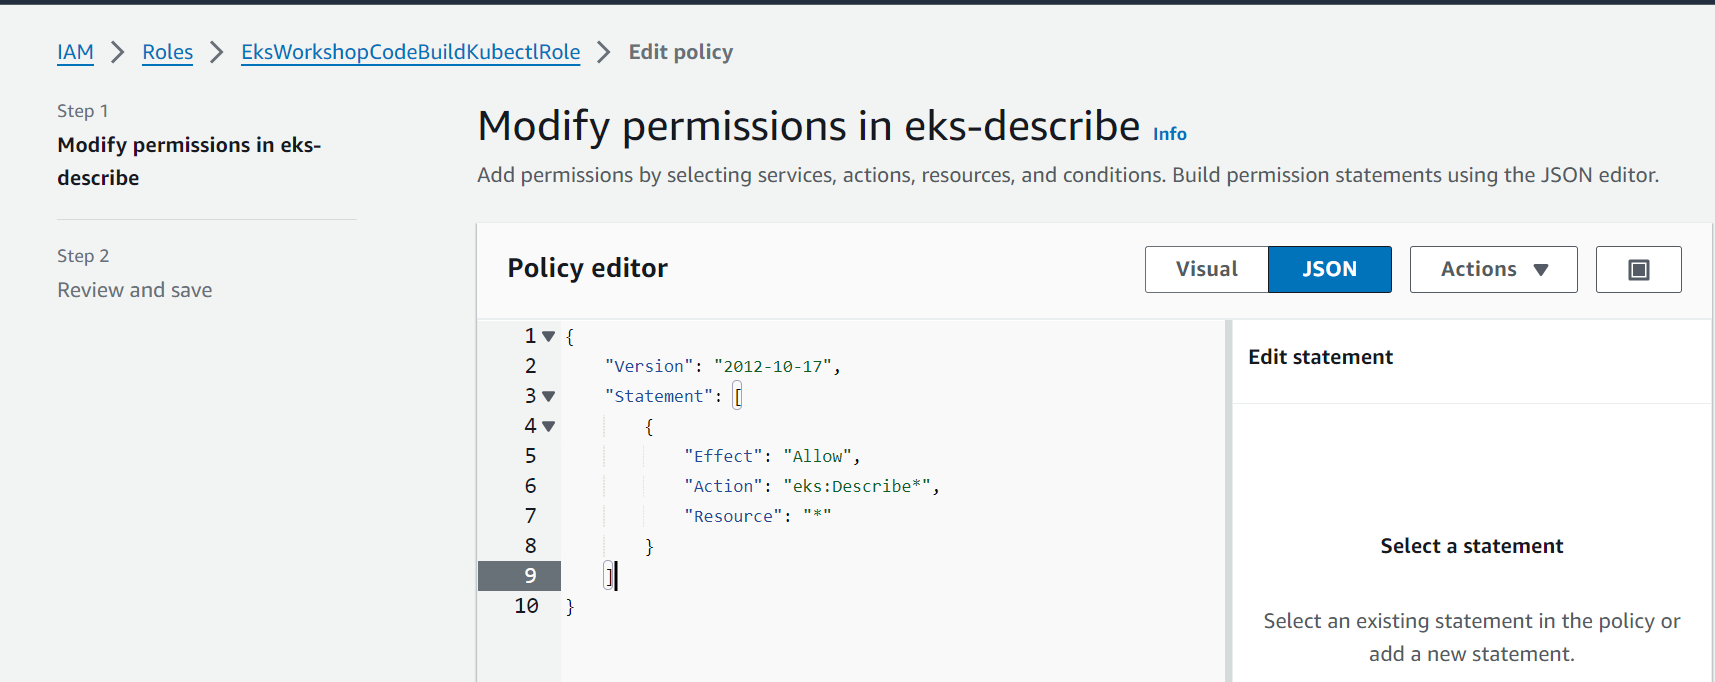 IAM > Roles > EksWorkshopCodeBuildKubectlRole > Edit policy
Step 1
Modify permissions in eks-
describe
Step 2
Review and save
Modify permissions in eks-describe Info
Add permissions by selecting services, actions, resources, and conditions. Build permission statements using the JSON editor.
Policy editor
Visual JSON Actions
1 {
2 "Version": "2012-10-17",
3 "Statement": [
4 {
5 "Effect": "Allow",
6 "Action": "eks:Describe*",
7 "Resource": "*"
8 }
9 ]
10 }
Edit statement
Select a statement
Select an existing statement in the policy or
add a new statement.